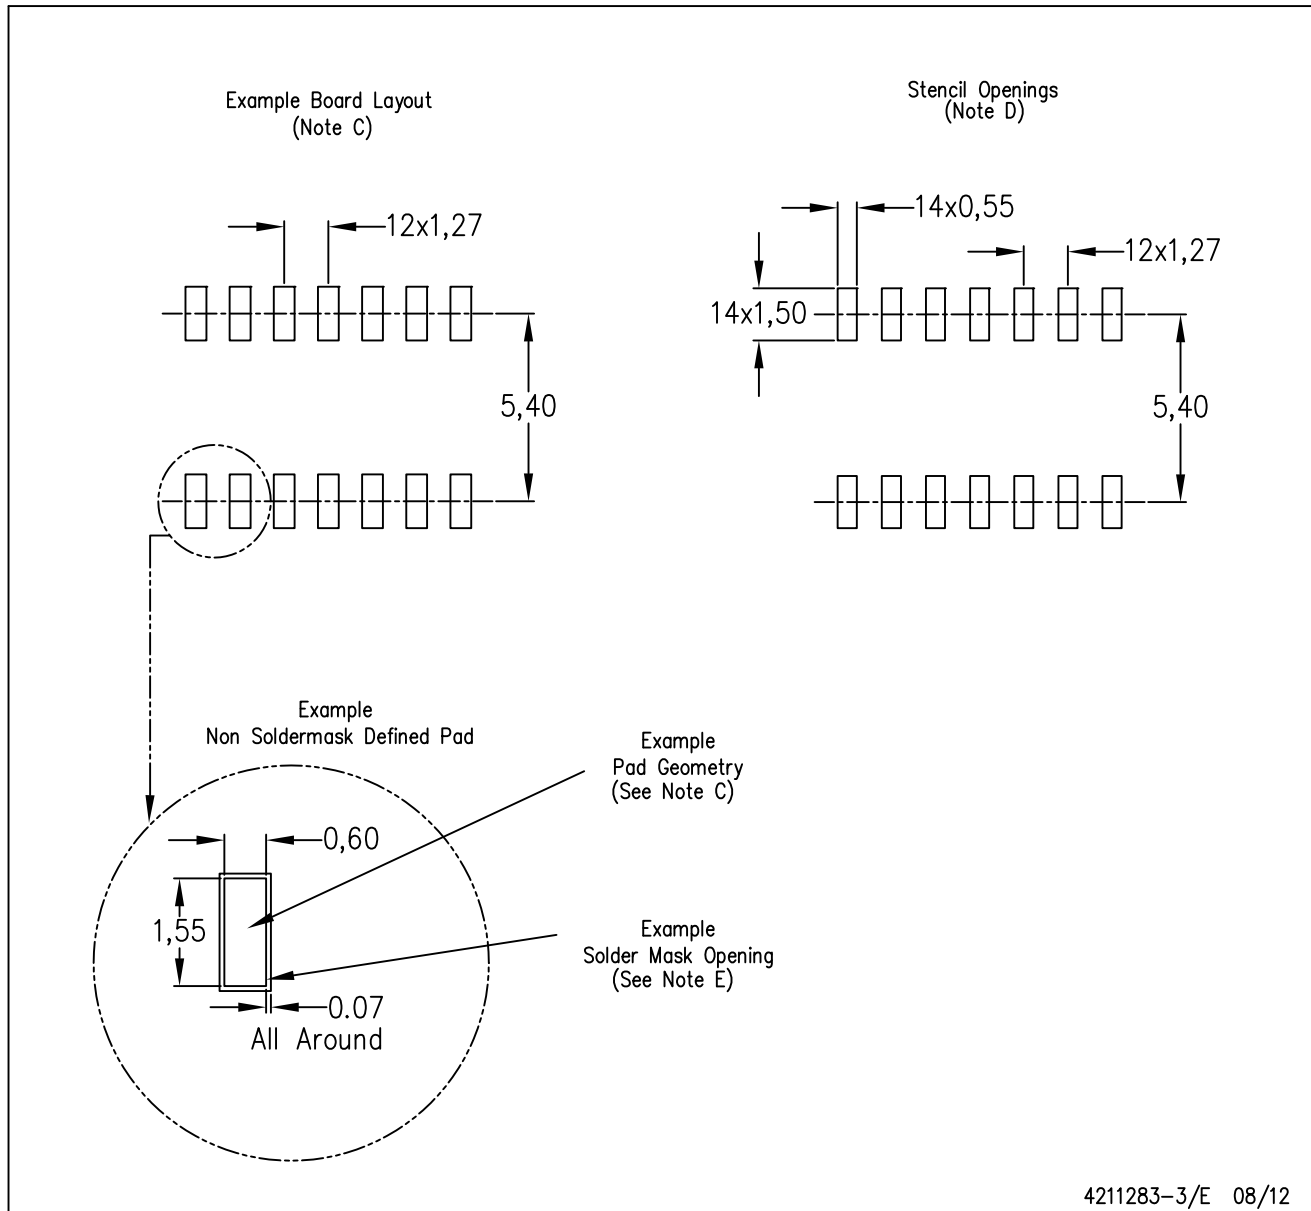 Example Board Layout
(Note C)
Stencil Openings
(Note D)
12x1,27
5,40
14x0,55
12x1,27
14x1,50
5,40
Example
Non Soldermask Defined Pad
Example
Pad Geometry
(See Note C)
0,60
1,55
Example
Solder Mask Opening
(See Note E)
0.07
All Around
4211283-3/E 08/12